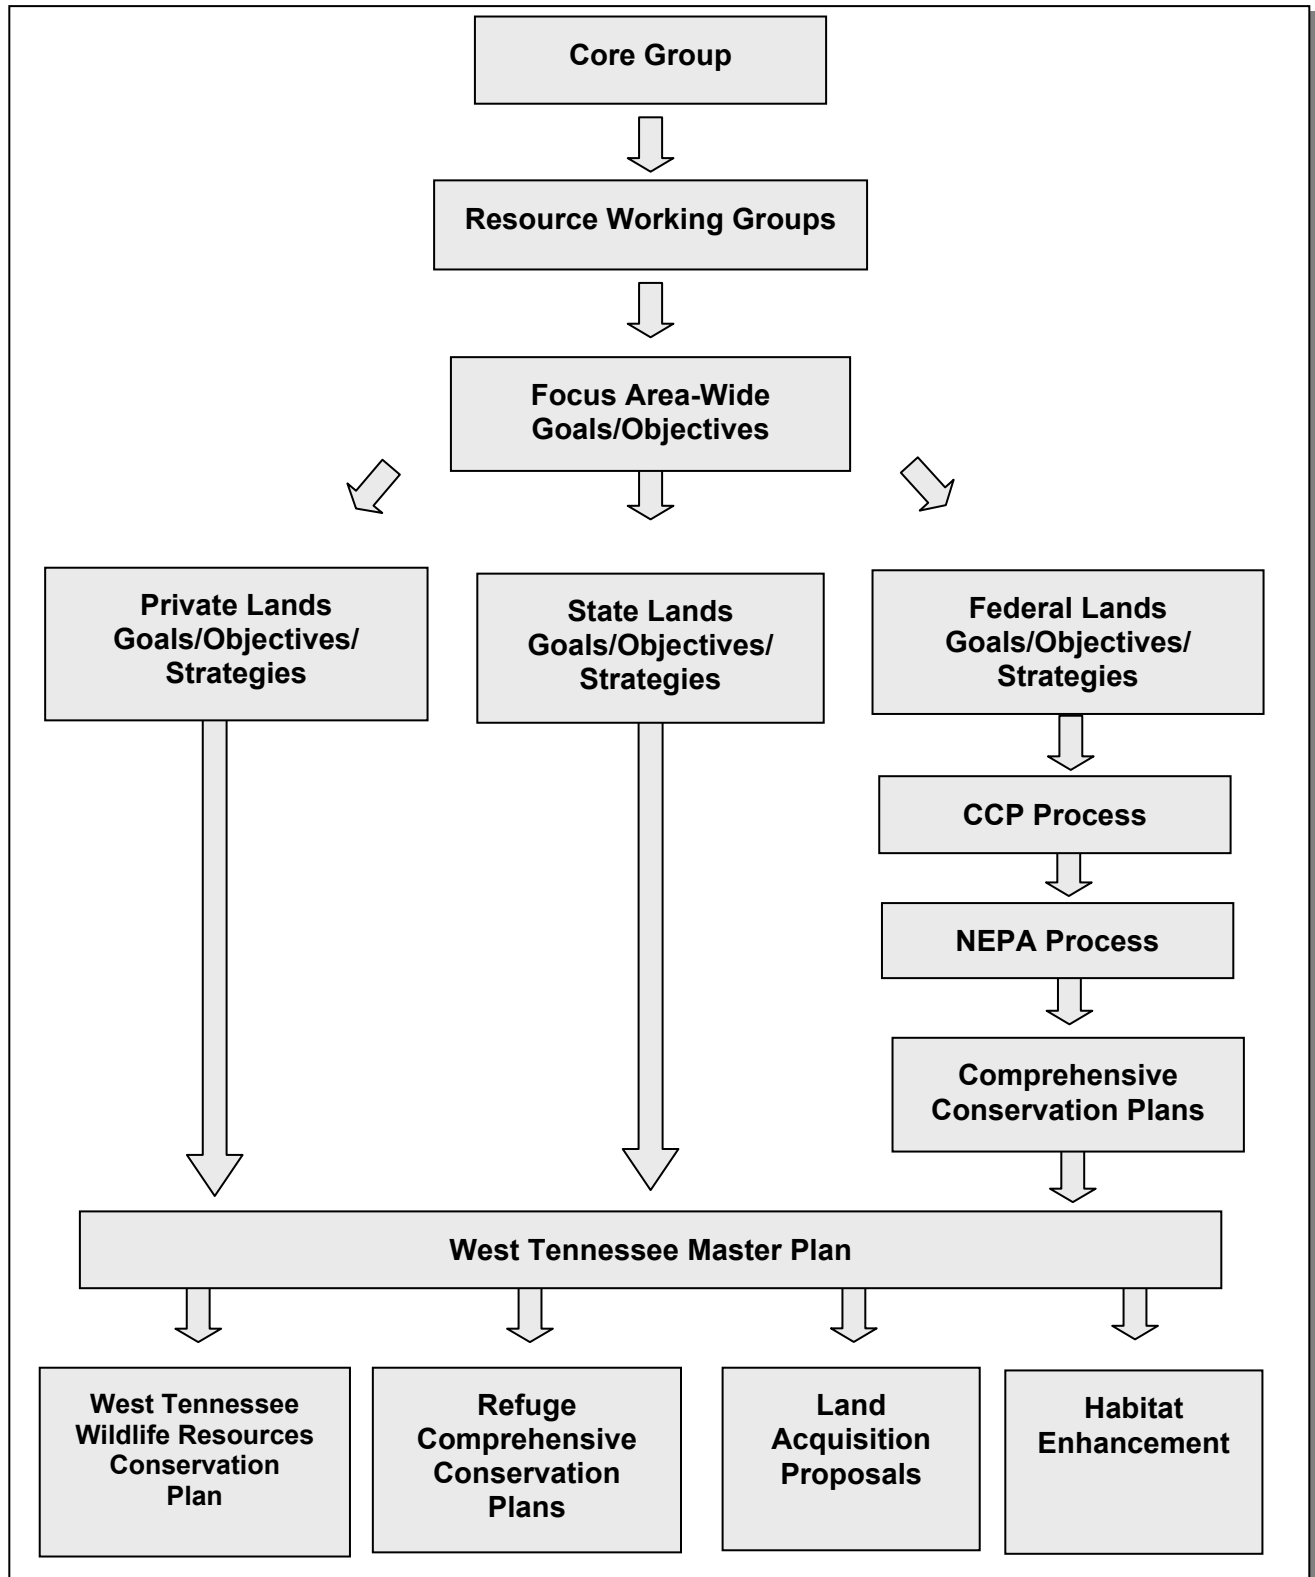 Core Group
Resource Working Groups
Focus Area-Wide
Goals/Objectives
Private Lands
Goals/Objectives/
Strategies
State Lands
Goals/Objectives/
Strategies
Federal Lands
Goals/Objectives/
Strategies
CCP Process
NEPA Process
Comprehensive
Conservation Plans
West Tennessee Master Plan
West Tennessee
Wildlife Resources
Conservation
Plan
Refuge
Comprehensive
Conservation
Plans
Land
Acquisition
Proposals
Habitat
Enhancement